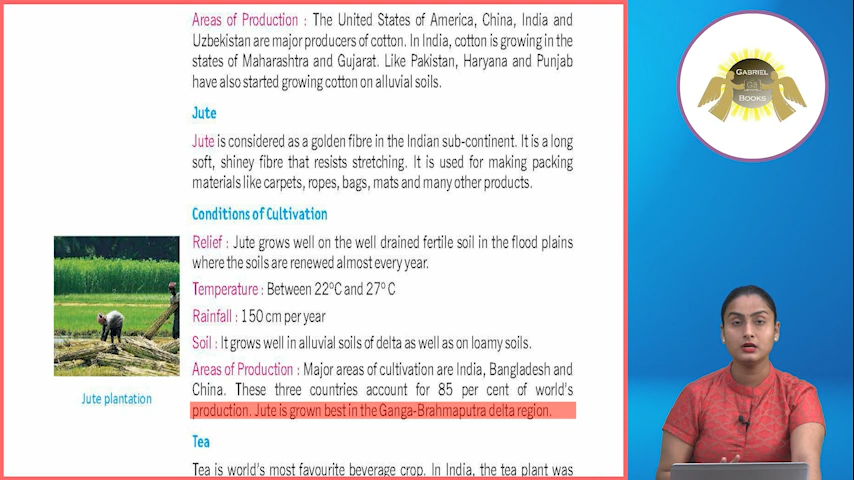 Areas of Production : The United States of America, China, India and
Uzbekistan are major producers of cotton. In India, cotton is growing in the
states of Maharashtra and Gujarat. Like Pakistan, Haryana and Punjab
have also started growing cotton on alluvial soils.
Jute
Jute is considered as a golden fibre in the Indian sub-continent. It is a long
soft, shiney fibre that resists stretching. It is used for making packing
materials like carpets, ropes, bags, mats and many other products.
Conditions of Cultivation
Relief : Jute grows well on the well drained fertile soil in the flood plains
where the soils are renewed almost every year.
Temperature : Between 22°C and 27° C
Rainfall : 150 cm per year
Soil : It grows well in alluvial soils of delta as well as on loamy soils.
Areas of Production : Major areas of cultivation are India, Bangladesh and
China. These three countries account for 85 per cent of world's
production. Jute is grown best in the Ganga-Brahmaputra delta region.
Jute plantation
Tea
Tea is world's most favourite beverage crop. In India, the tea plant was
GABRIEL
GB
BOOKS